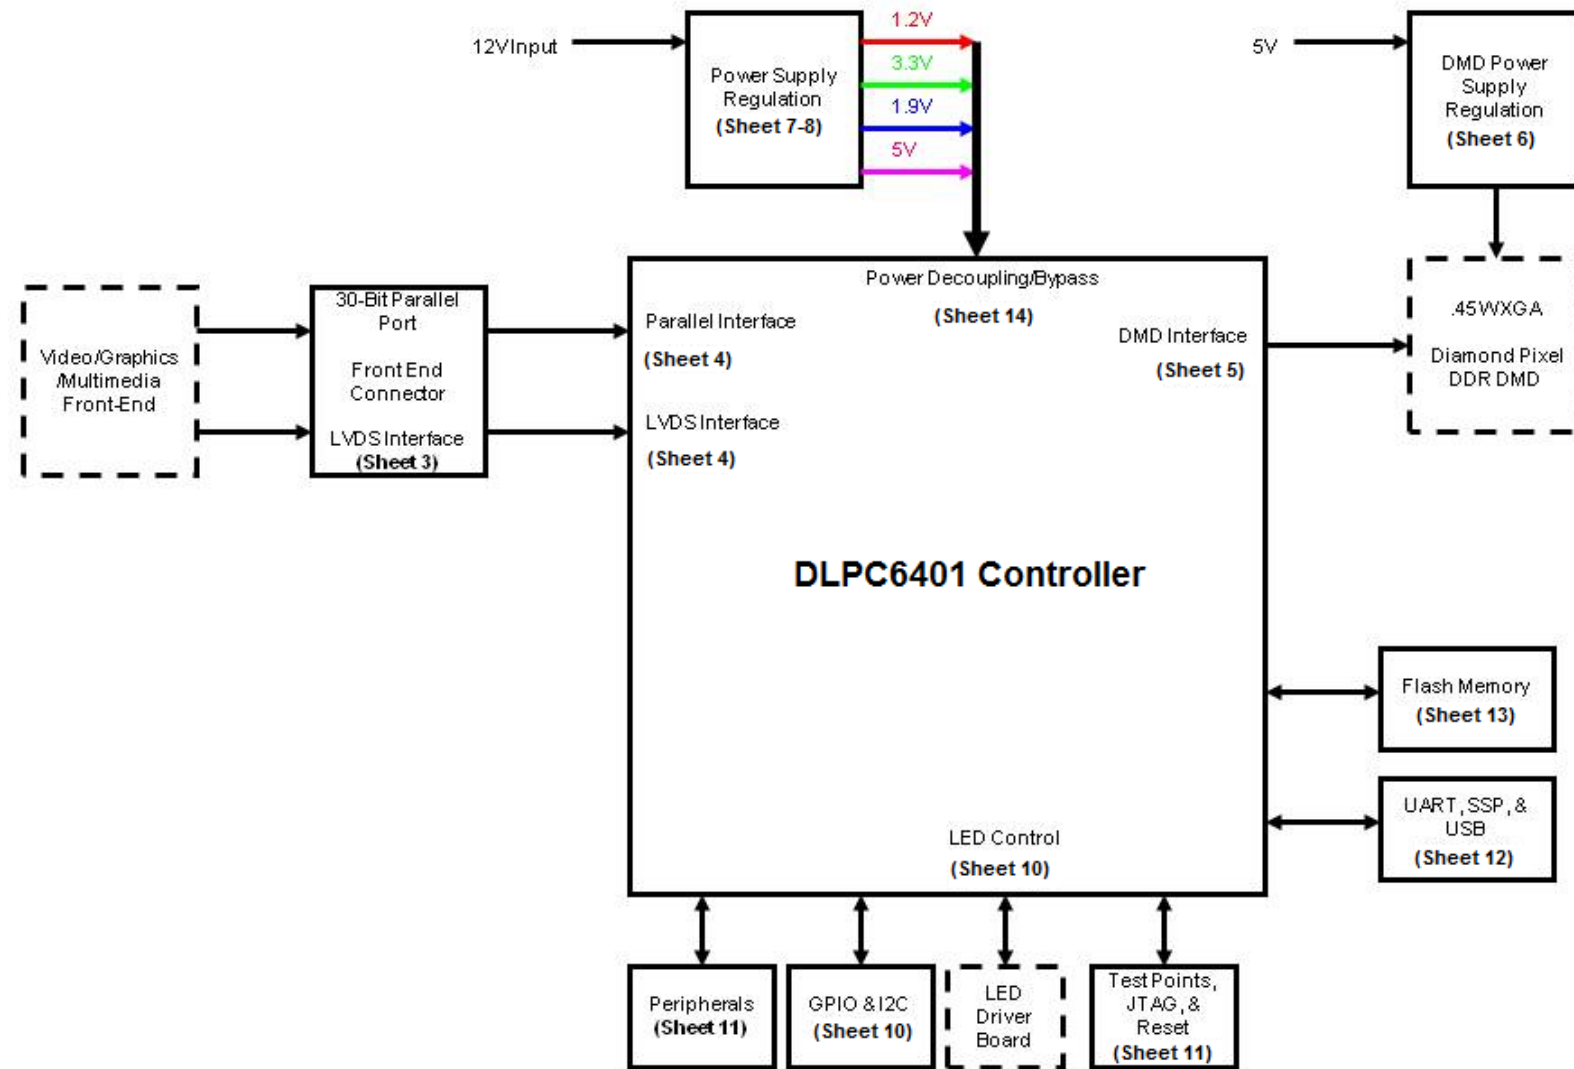 12V Input
Power Supply
Regulation
(Sheet 7-8)
1.2V
3.3V
1.9V
5V
5V
DMD Power
Supply
Regulation
(Sheet 6)
Video/Graphics
/Multimedia
Front-End
30-Bit Parallel
Port
Front End
Connector
LVDS Interface
(Sheet 3)
Power Decoupling/Bypass
(Sheet 14)
Parallel Interface
(Sheet 4)
LVDS Interface
(Sheet 4)
DMD Interface
(Sheet 5)
.45 WXGA
Diamond Pixel
DDR DMD
DLPC6401 Controller
Flash Memory
(Sheet 13)
UART, SSP, &
USB
(Sheet 12)
LED Control
(Sheet 10)
Peripherals
(Sheet 11)
GPIO & I2C
(Sheet 10)
LED
Driver
Board
Test Points,
JTAG, &
Reset
(Sheet 11)